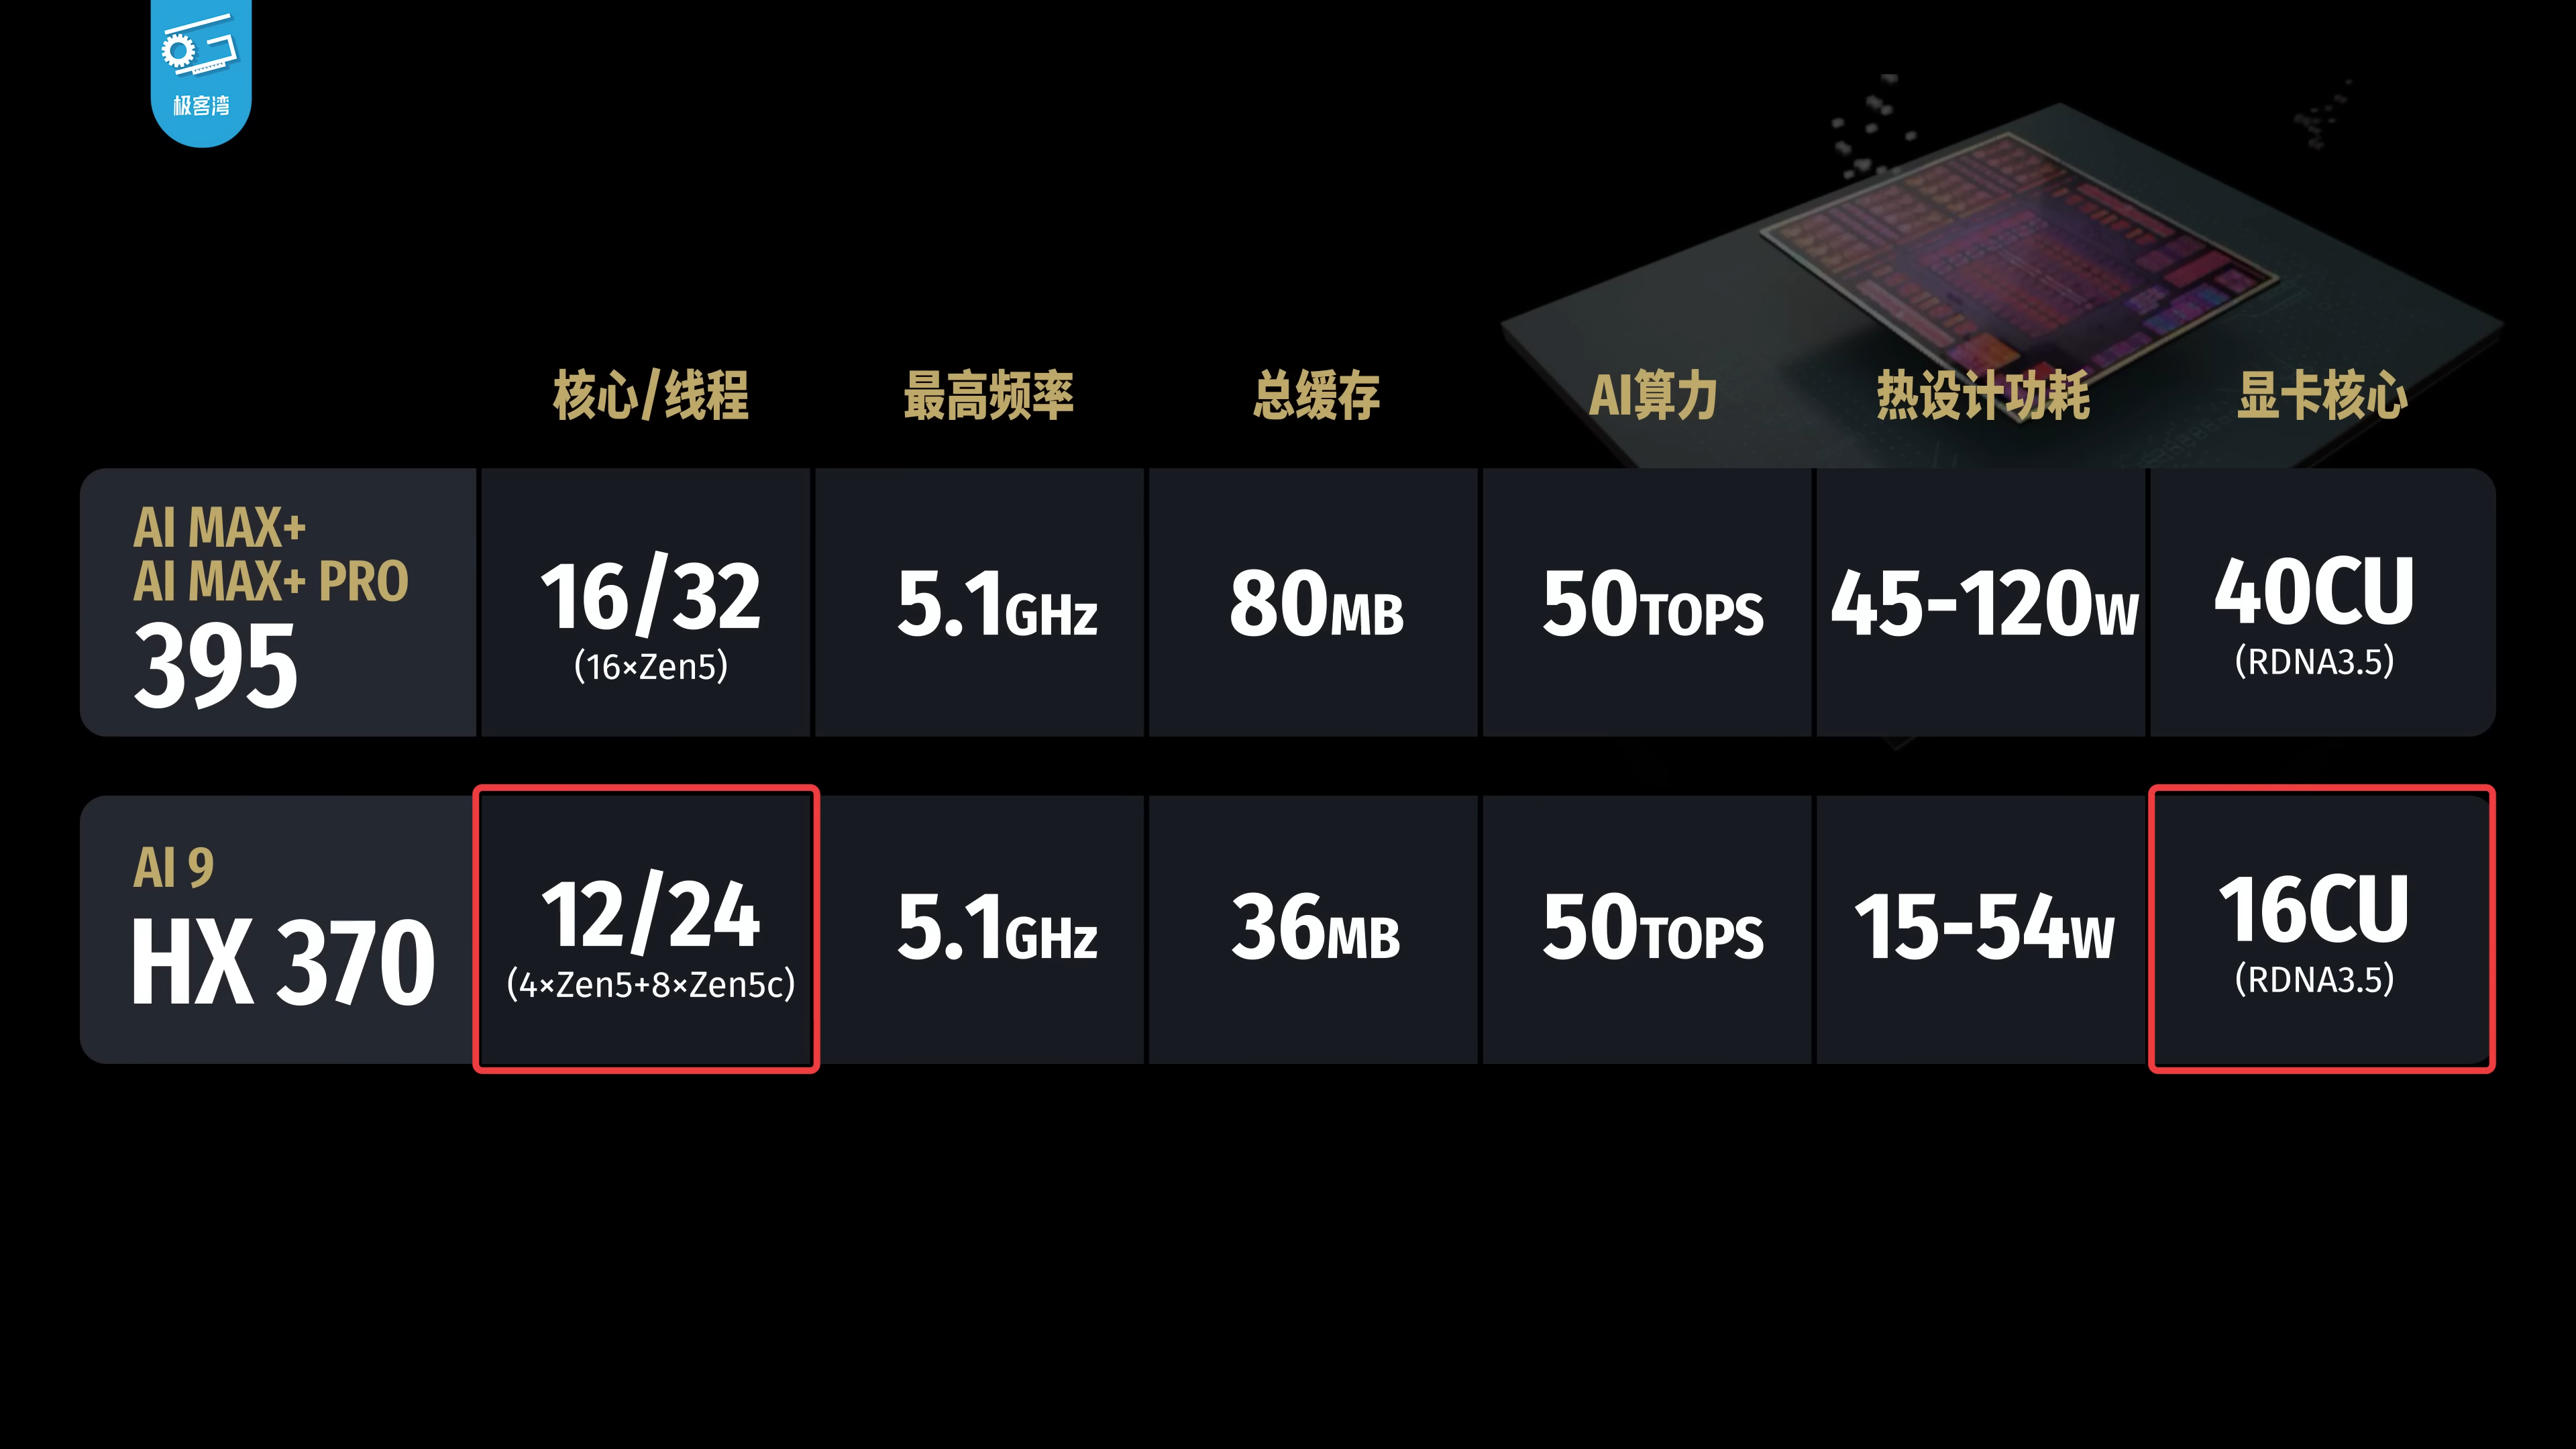 极客湾
核心/线程 最高频率 总缓存 AI算力 热设计功耗 显卡核心
AI MAX+
AI MAX+ PRO
395
16/32
(16×Zen5)
5.1GHz
80MB
50TOPS
45-120W
40CU
(RDNA3.5)
AI 9
HX 370
12/24
(4×Zen5+8×Zen5c)
5.1GHz
36MB
50TOPS
15-54W
16CU
(RDNA3.5)